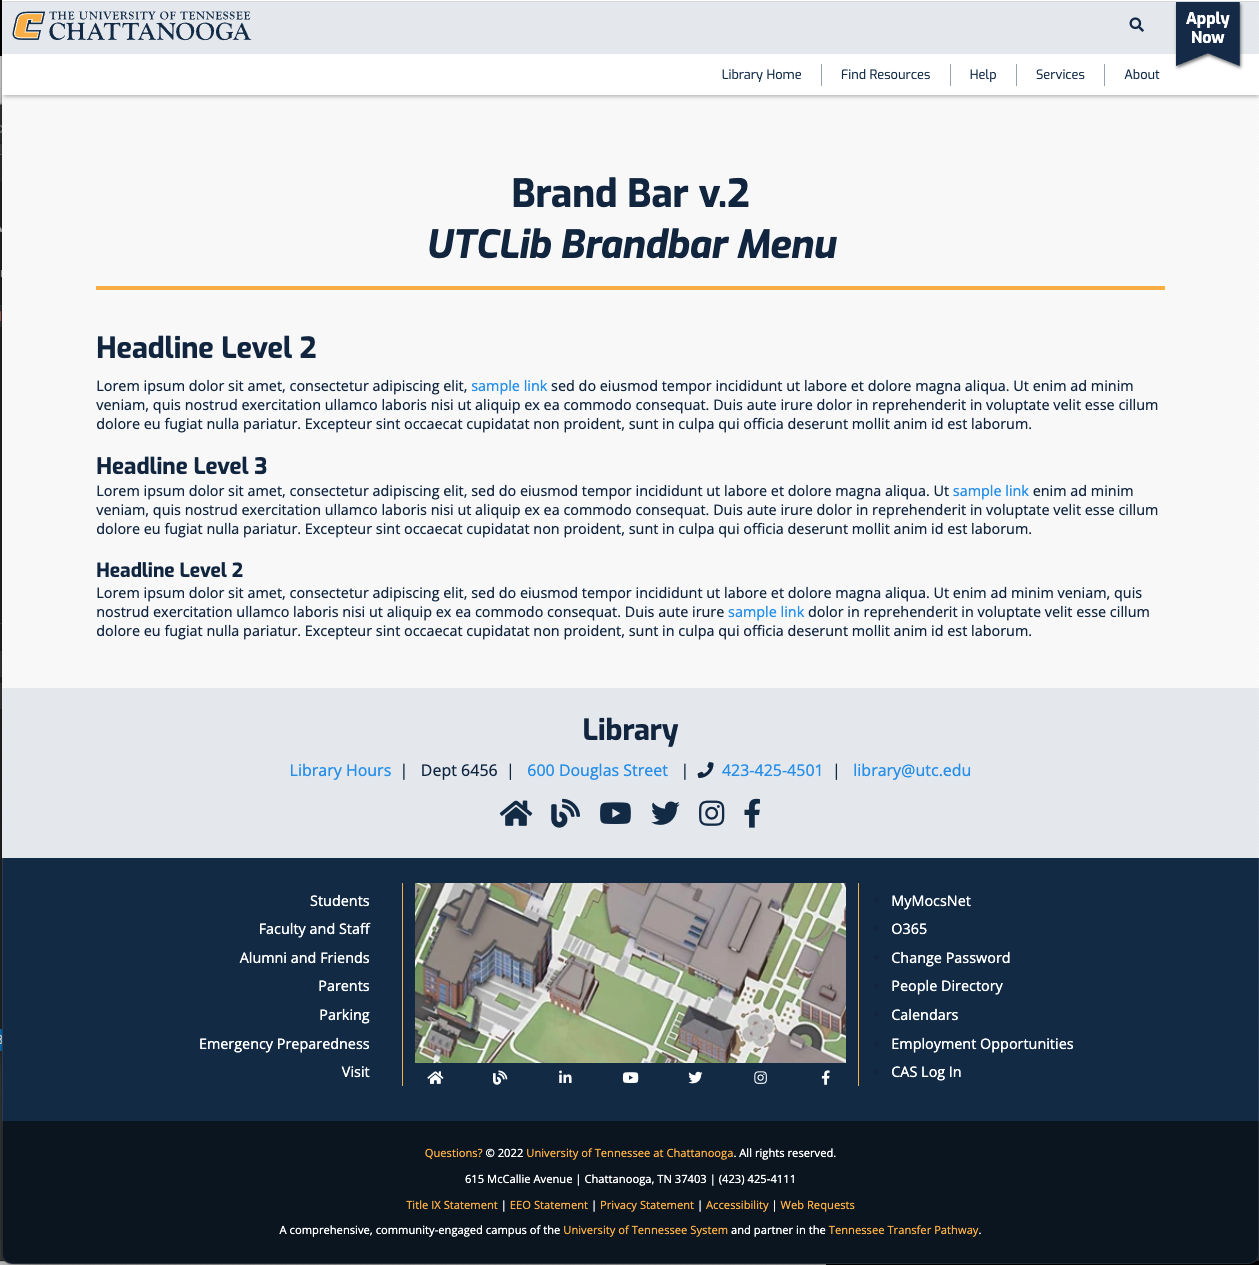 THE UNIVERSITY OF TENNESSEE
CHATTANOOGA
Apply
Now
Library Home
Find Resources
Help
Services
About
Brand Bar v.2
UTCLib Brandbar Menu
Headline Level 2
Lorem ipsum dolor sit amet, consectetur adipiscing elit, sample link sed do eiusmod tempor incididunt ut labore et dolore magna aliqua. Ut enim ad minim
veniam, quis nostrud exercitation ullamco laboris nisi ut aliquip ex ea commodo consequat. Duis aute irure dolor in reprehenderit in voluptate velit esse cillum
dolore eu fugiat nulla pariatur. Excepteur sint occaecat cupidatat non proident, sunt in culpa qui officia deserunt mollit anim id est laborum.
Headline Level 3
Lorem ipsum dolor sit amet, consectetur adipiscing elit, sed do eiusmod tempor incididunt ut labore et dolore magna aliqua. Ut sample link enim ad minim
veniam, quis nostrud exercitation ullamco laboris nisi ut aliquip ex ea commodo consequat. Duis aute irure dolor in reprehenderit in voluptate velit esse cillum
dolore eu fugiat nulla pariatur. Excepteur sint occaecat cupidatat non proident, sunt in culpa qui officia deserunt mollit anim id est laborum.
Headline Level 2
Lorem ipsum dolor sit amet, consectetur adipiscing elit, sed do eiusmod tempor incididunt ut labore et dolore magna aliqua. Ut enim ad minim veniam, quis
nostrud exercitation ullamco laboris nisi ut aliquip ex ea commodo consequat. Duis aute irure sample link dolor in reprehenderit in voluptate velit esse cillum
dolore eu fugiat nulla pariatur. Excepteur sint occaecat cupidatat non proident, sunt in culpa qui officia deserunt mollit anim id est laborum.
Library
Library Hours | Dept 6456 | 600 Douglas Street | 423-425-4501 | library@utc.edu
Students
Faculty and Staff
Alumni and Friends
Parents
Parking
Emergency Preparedness
Visit
MyMocsNet
O365
Change Password
People Directory
Calendars
Employment Opportunities
CAS Log In
Questions? © 2022 University of Tennessee at Chattanooga. All rights reserved.
615 McCallie Avenue | Chattanooga, TN 37403 | (423) 425-4111
Title IX Statement | EEO Statement | Privacy Statement | Accessibility | Web Requests
A comprehensive, community-engaged campus of the University of Tennessee System and partner in the Tennessee Transfer Pathway.